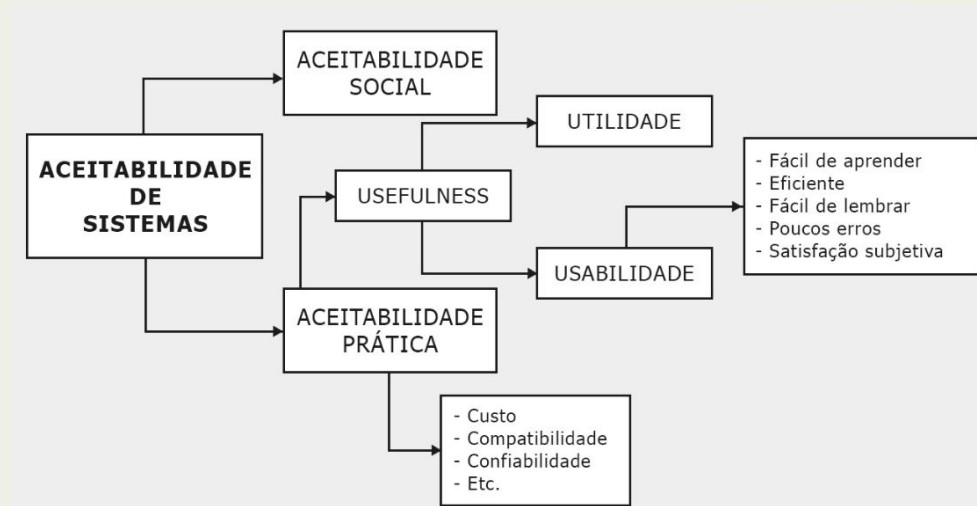 ACEITABILIDADE
SOCIAL
UTILIDADE
ACEITABILIDADE
DE
SISTEMAS
USEFULNESS
- Fácil de aprender
- Eficiente
- Fácil de lembrar
- Poucos erros
- Satisfação subjetiva
USABILIDADE
ACEITABILIDADE
PRÁTICA
- Custo
- Compatibilidade
- Confiabilidade
- Etc.